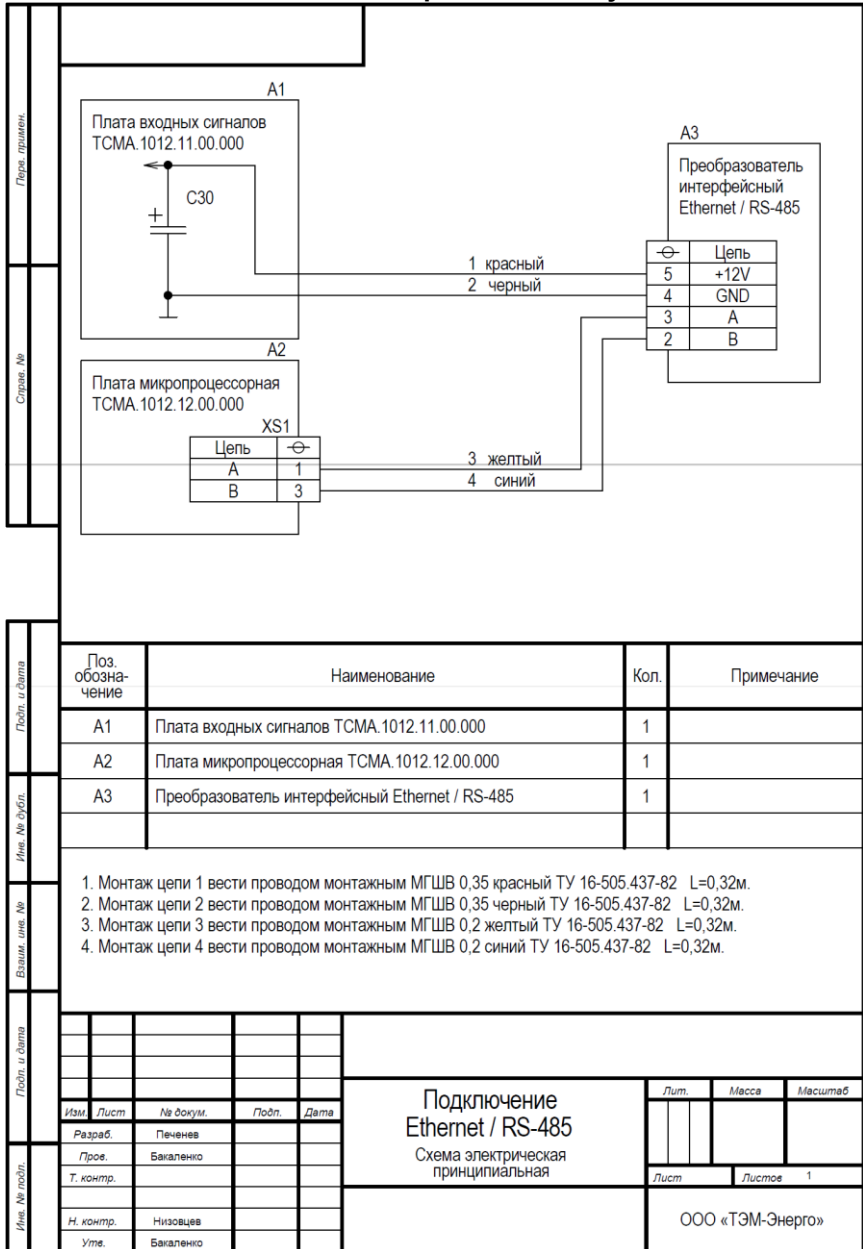 A1
Плата входных сигналов
ТСМА.1012.11.00.000
С30
+
A3
Преобразователь
интерфейсный
Ethernet / RS-485
Цепь
5 +12V
4 GND
3 A
2 B
1 красный
2 черный
A2
Плата микропроцессорная
ТСМА.1012.12.00.000
XS1
Цепь
A 1
B 3
3 желтый
4 синий
Перв. примен.
Справ. №
Подп. и дата
Инв. № дубл.
Взаим. инв. №
Подп. и дата
Инв. № подл.
Поз. обозна-
чение
Наименование
Кол.
Примечание
A1 Плата входных сигналов ТСМА.1012.11.00.000 1
A2 Плата микропроцессорная ТСМА.1012.12.00.000 1
A3 Преобразователь интерфейсный Ethernet / RS-485 1
1. Монтаж цепи 1 вести проводом монтажным МГШВ 0,35 красный ТУ 16-505.437-82 L=0,32м.
2. Монтаж цепи 2 вести проводом монтажным МГШВ 0,35 черный ТУ 16-505.437-82 L=0,32м.
3. Монтаж цепи 3 вести проводом монтажным МГШВ 0,2 желтый ТУ 16-505.437-82 L=0,32м.
4. Монтаж цепи 4 вести проводом монтажным МГШВ 0,2 синий ТУ 16-505.437-82 L=0,32м.
Изм. Лист № докум. Подп. Дата
Разраб. Печенев
Пров. Бакаленко
Т. контр.
Н. контр. Низовцев
Утв. Бакаленко
Подключение
Ethernet / RS-485
Схема электрическая
принципиальная
Лит. Масса Масштаб
Лист Листов 1
ООО «ТЭМ-Энерго»